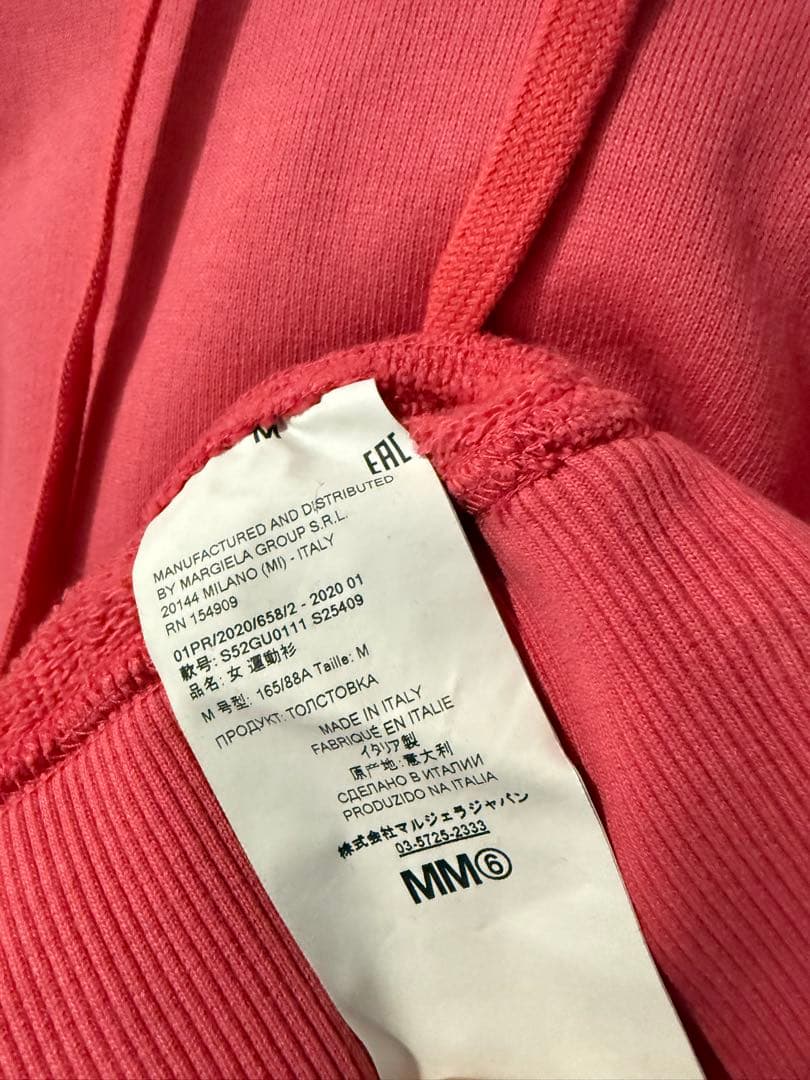 M
EAC
MANUFACTURED AND DISTRIBUTED
BY MARGIELA GROUP S.R.L.
20144 MILANO (MI) - ITALY
RN 154909
01PR/2020/658/2 - 2020 01
款号: S52GU0111 S25409
品名: 女 運動衫
M 号型: 165/88A Taille: M
ПРОДУКТ: ТОЛСТОВКА
MADE IN ITALY
FABRIQUÉ EN ITALIE
イタリア製
原产地: 意大利
СДЕЛАНО В ИТАЛИИ
PRODUZIDO NA ITALIA
株式会社マルジェラジャパン
03-5725-2333
MM⑥